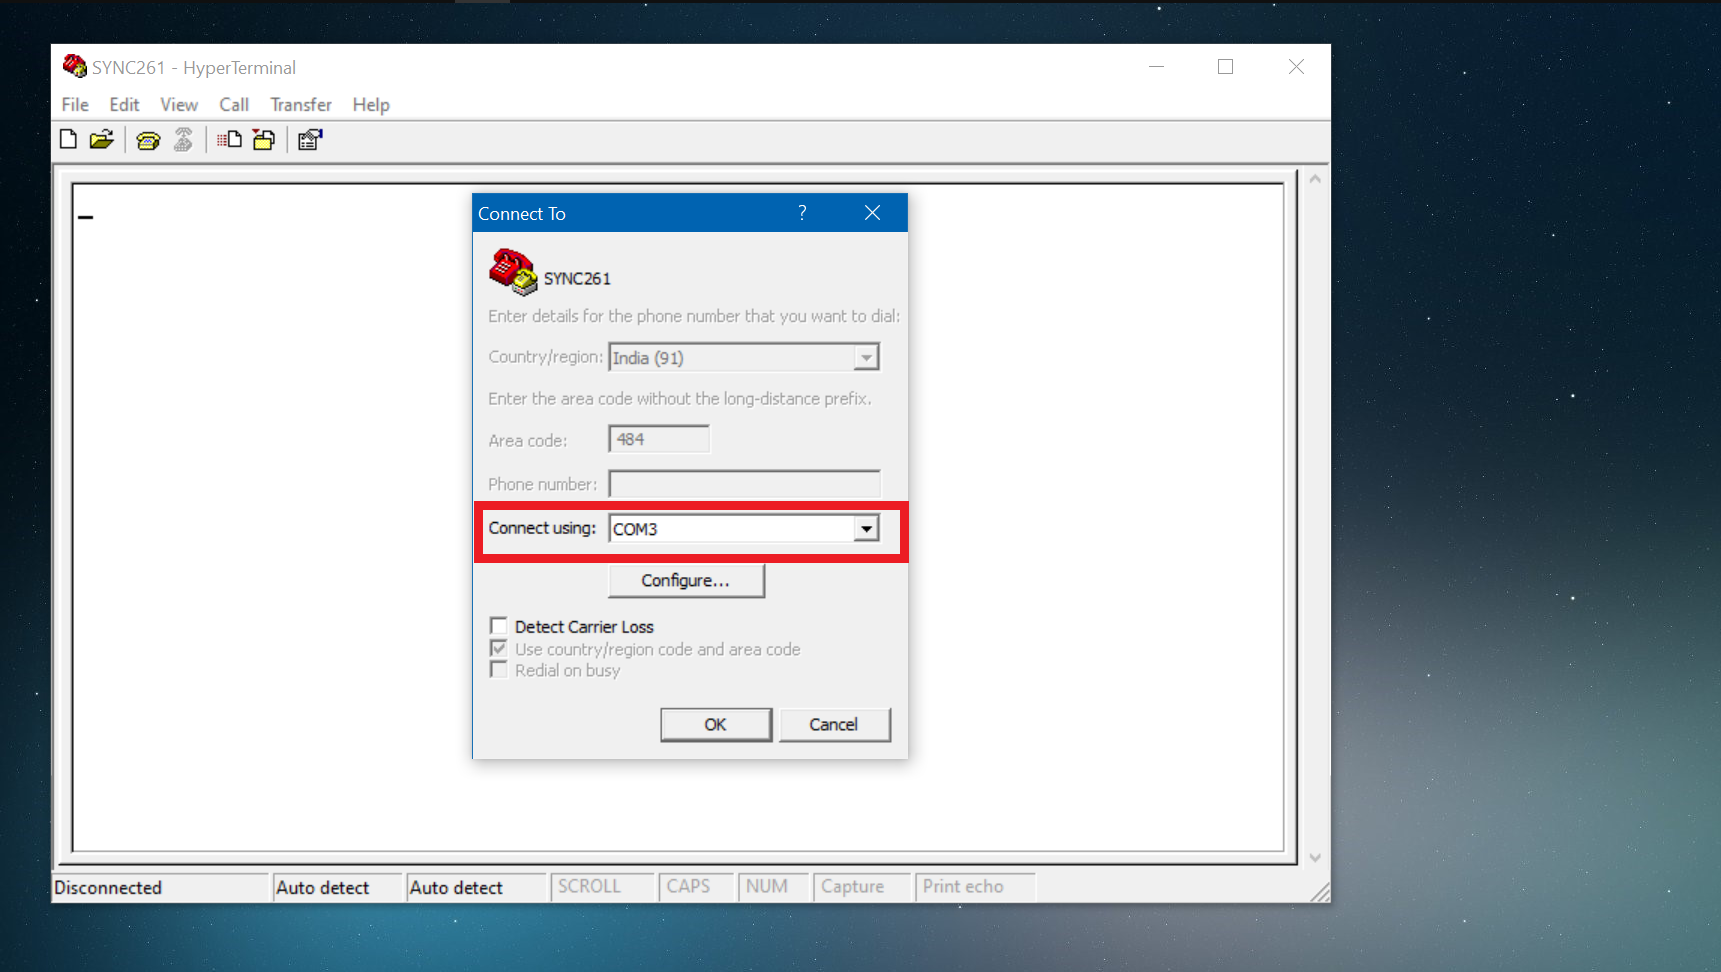 SYNC261 - HyperTerminal
File Edit View Call Transfer Help
Connect To ?
SYNC261
Enter details for the phone number that you want to dial:
Country/region: India (91)
Enter the area code without the long-distance prefix.
Area code: 484
Phone number:
Connect using: COM3
Configure...
Detect Carrier Loss
Use country/region code and area code
Redial on busy
OK Cancel
Disconnected Auto detect Auto detect SCROLL CAPS NUM Capture Print echo